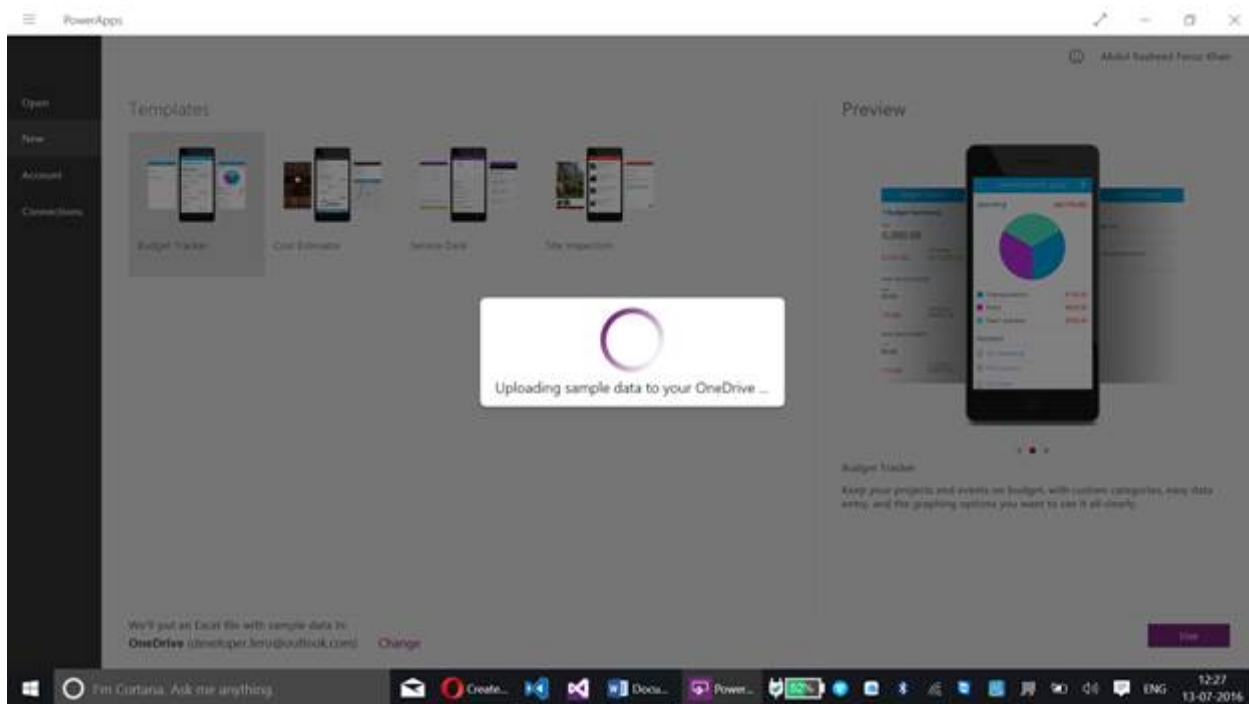 PowerApps
Abdul Rasheed Feroz Khan
Open
New
Account
Connections
Templates
Budget Tracker
Cost Estimator
Service Desk
Site Inspection
Preview
Uploading sample data to your OneDrive ...
Budget Tracker
Keep your projects and events on budget, with custom categories, easy data
entry, and the graphing options you want to see it all clearly.
We'll put an Excel file with sample data in:
OneDrive
Change
Use
I'm Cortana. Ask me anything.
Create...
Docu...
Power...
52%
ENG
12:27
13-07-2016